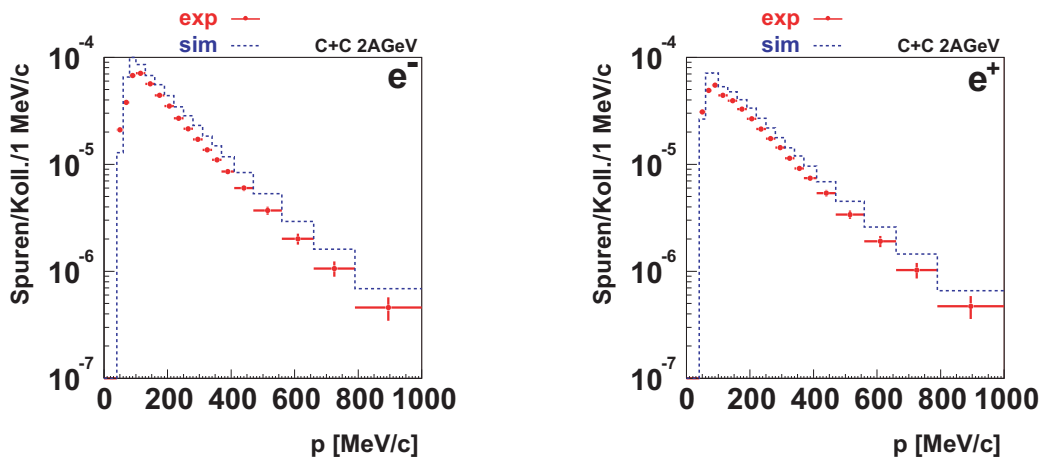 exp
sim
C+C 2AGeV
e-
Spuren/Koll./1 MeV/c
10-4
10-5
10-6
10-7
0 200 400 600 800 1000
p [MeV/c]
exp
sim
C+C 2AGeV
e+
Spuren/Koll./1 MeV/c
10-4
10-5
10-6
10-7
0 200 400 600 800 1000
p [MeV/c]